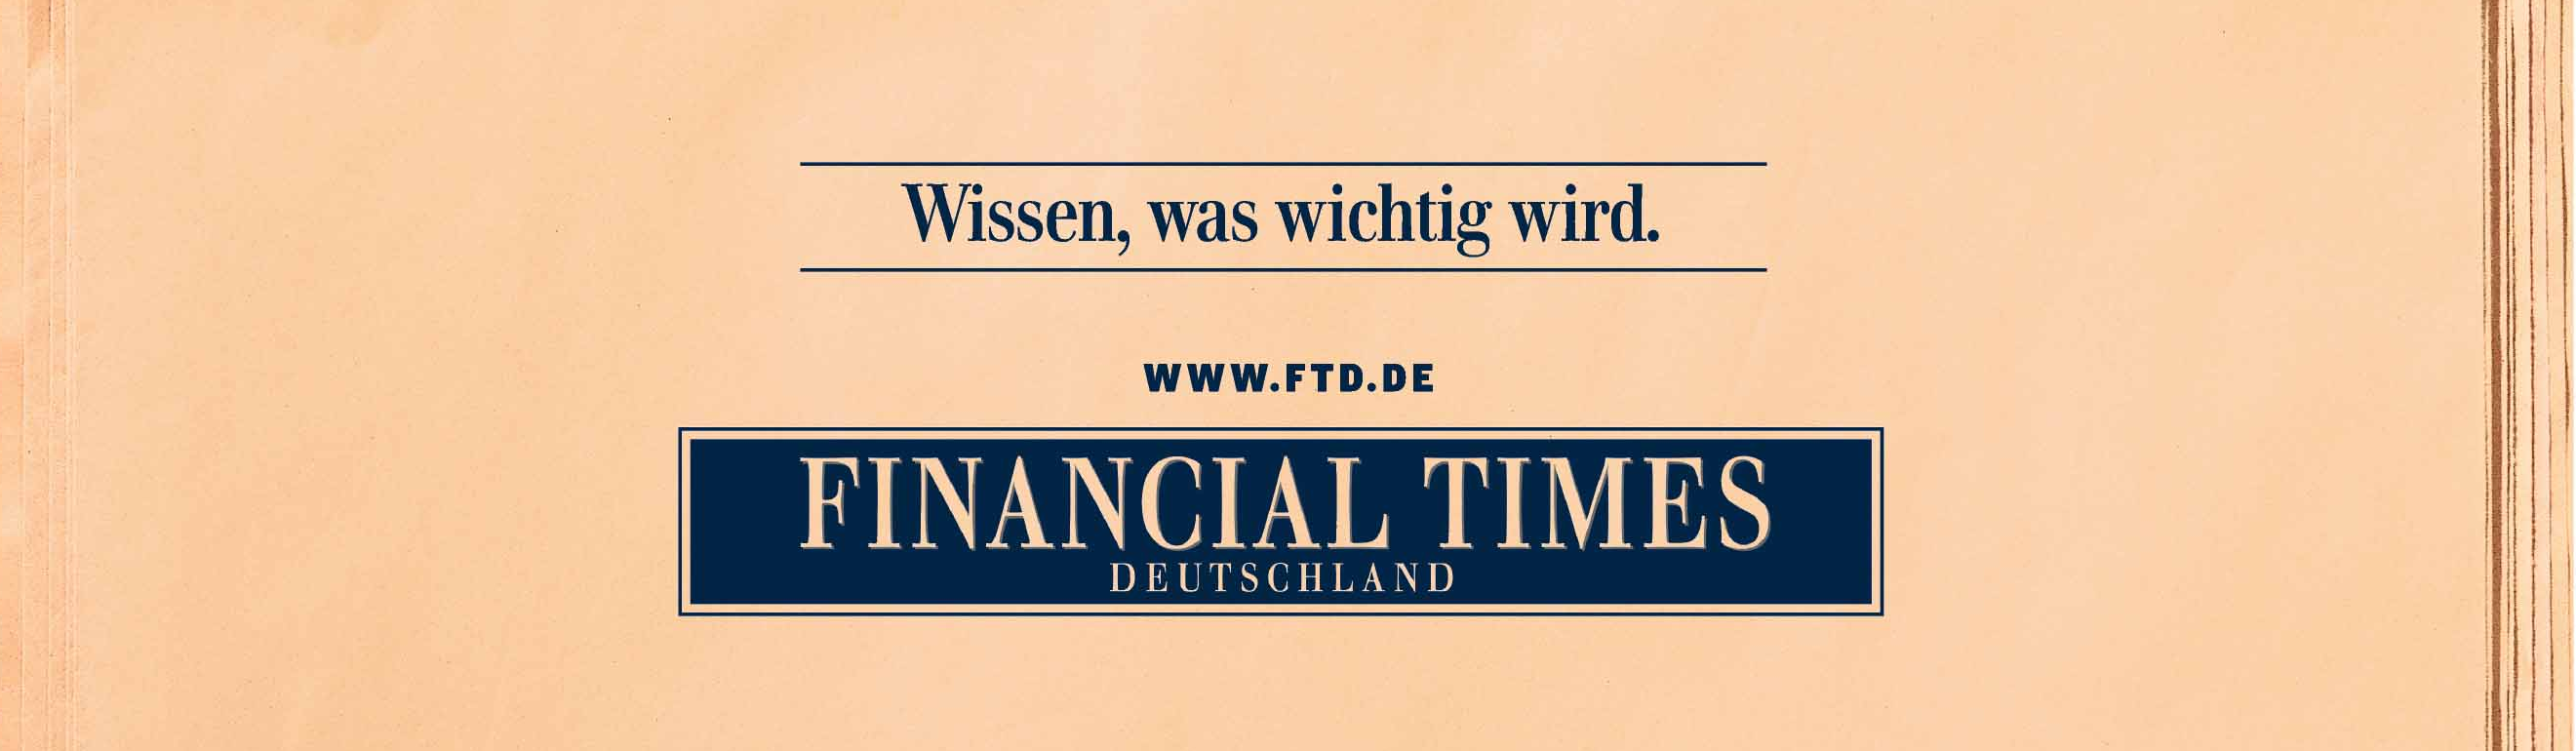 Wissen, was wichtig wird.
WWW.FTD.DE
FINANCIAL TIMES
DEUTSCHLAND